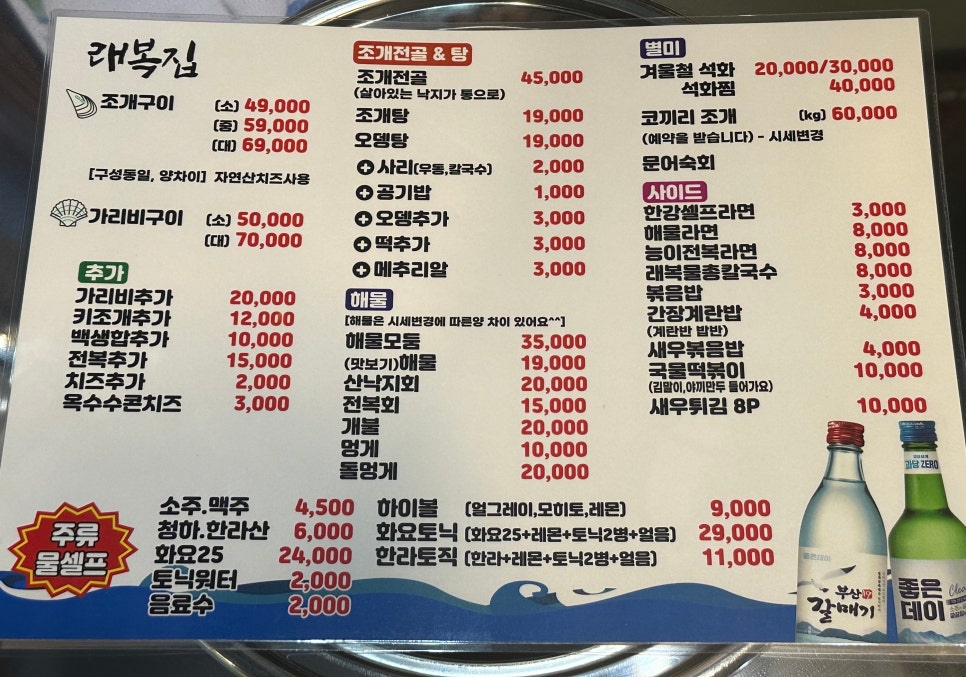 래복집
조개구이 (소) 49,000
(중) 59,000
(대) 69,000
[구성동일, 양차이] 자연산치즈사용
가리비구이 (소) 50,000
(대) 70,000
추가
가리비추가 20,000
키조개추가 12,000
백생합추가 10,000
전복추가 15,000
치즈추가 2,000
옥수수콘치즈 3,000
조개전골 & 탕
조개전골 45,000
(살아있는 낙지가 통으로)
조개탕 19,000
오뎅탕 19,000
+사리(우동,칼국수) 2,000
+공기밥 1,000
+오뎅추가 3,000
+떡추가 3,000
+메추리알 3,000
해물
[해물은 시세변경에 따른양 차이 있어요^^]
해물모둠 35,000
(맛보기)해물 19,000
산낙지회 20,000
전복회 15,000
개불 20,000
멍게 10,000
돌멍게 20,000
별미
겨울철 석화 20,000/30,000
석화찜 40,000
코끼리 조개 (kg) 60,000
(예약을 받습니다) - 시세변경
문어숙회
사이드
한강셀프라면 3,000
해물라면 8,000
능이전복라면 8,000
래복물총칼국수 8,000
볶음밥 3,000
간장계란밥 4,000
(계란반 밥반)
새우볶음밥 4,000
국물떡볶이 10,000
(김말이,야끼만두 들어가요)
새우튀김 8P 10,000
주류
물셀프
소주.맥주 4,500
청하.한라산 6,000
화요25 24,000
토닉워터 2,000
음료수 2,000
하이볼 (얼그레이,모히토,레몬) 9,000
화요토닉 (화요25+레몬+토닉2병+얼음) 29,000
한라토직 (한라+레몬+토닉2병+얼음) 11,000
부산
갈매기
과당 ZERO
좋은데이
좋은
데이